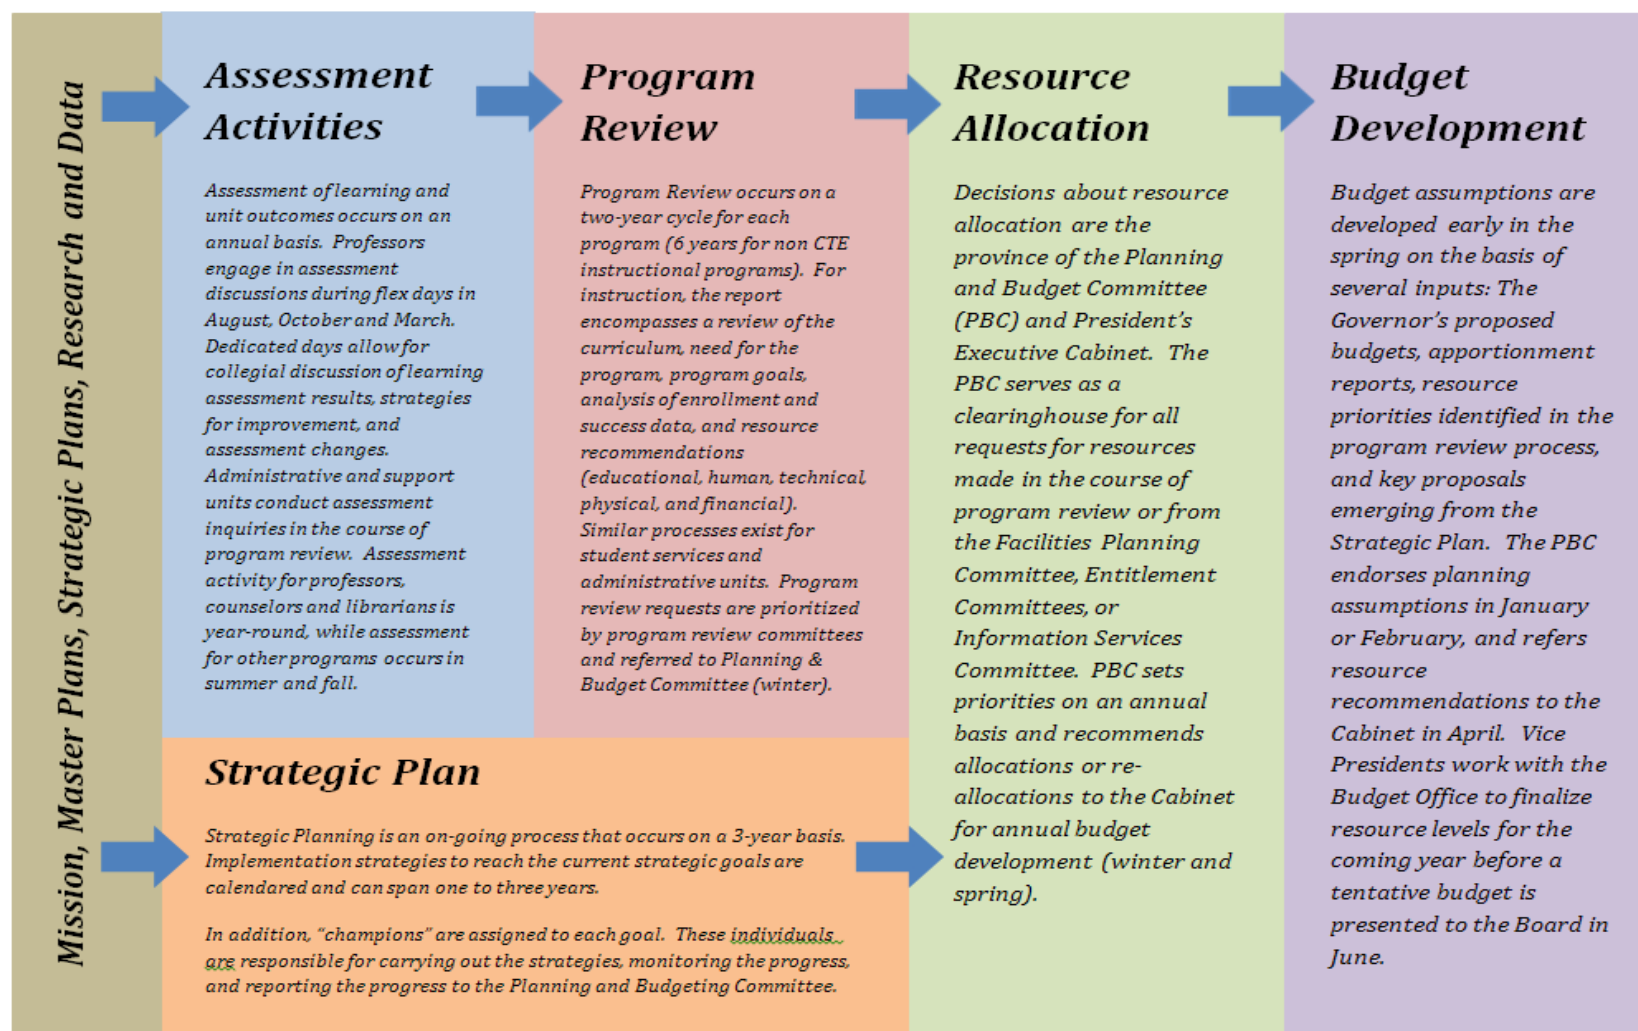 Mission, Master Plans, Strategic Plans, Research and Data
Assessment
Activities
Assessment of learning and
unit outcomes occurs on an
annual basis.  Professors
engage in assessment
discussions during flex days in
August, October and March.
Dedicated days allow for
collegial discussion of learning
assessment results, strategies
for improvement, and
assessment changes.
Administrative and support
units conduct assessment
inquiries in the course of
program review.  Assessment
activity for professors,
counselors and librarians is
year-round, while assessment
for other programs occurs in
summer and fall.
Program
Review
Program Review occurs on a
two-year cycle for each
program (6 years for non CTE
instructional programs).  For
instruction, the report
encompasses a review of the
curriculum, need for the
program, program goals,
analysis of enrollment and
success data, and resource
recommendations
(educational, human, technical,
physical, and financial).
Similar processes exist for
student services and
administrative units.  Program
review requests are prioritized
by program review committees
and referred to Planning &
Budget Committee (winter).
Strategic Plan
Strategic Planning is an on-going process that occurs on a 3-year basis.
Implementation strategies to reach the current strategic goals are
calendared and can span one to three years.
In addition, “champions” are assigned to each goal.  These individuals
are responsible for carrying out the strategies, monitoring the progress,
and reporting the progress to the Planning and Budgeting Committee.
Resource
Allocation
Decisions about resource
allocation are the
province of the Planning
and Budget Committee
(PBC) and President’s
Executive Cabinet.  The
PBC serves as a
clearinghouse for all
requests for resources
made in the course of
program review or from
the Facilities Planning
Committee, Entitlement
Committees, or
Information Services
Committee.  PBC sets
priorities on an annual
basis and recommends
allocations or re-
allocations to the Cabinet
for annual budget
development (winter and
spring).
Budget
Development
Budget assumptions are
developed early in the
spring on the basis of
several inputs: The
Governor’s proposed
budgets, apportionment
reports, resource
priorities identified in the
program review process,
and key proposals
emerging from the
Strategic Plan.  The PBC
endorses planning
assumptions in January
or February, and refers
resource
recommendations to the
Cabinet in April.  Vice
Presidents work with the
Budget Office to finalize
resource levels for the
coming year before a
tentative budget is
presented to the Board in
June.